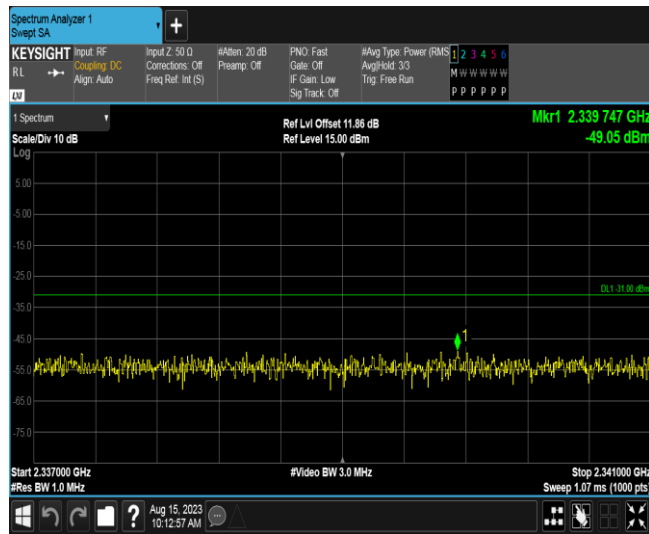 Spectrum Analyzer 1
Swept SA
+
KEYSIGHT
RL
LXI
Input: RF
Coupling: DC
Align: Auto
Input Z: 50 Ω
Corrections: Off
Freq Ref: Int (S)
#Atten: 20 dB
Preamp: Off
PNO: Fast
Gate: Off
IF Gain: Low
Sig Track: Off
#Avg Type: Power (RMS
Avg|Hold: 3/3
Trig: Free Run
1 2 3 4 5 6
M W W W W W
P P P P P P
1 Spectrum
Scale/Div 10 dB
Log
Ref Lvl Offset 11.86 dB
Ref Level 15.00 dBm
Mkr1 2.339 747 GHz
-49.05 dBm
5.00
-5.00
-15.0
-25.0
DL1 -31.00 dBm
-35.0
-45.0
1
-55.0
-65.0
-75.0
Start 2.337000 GHz
#Video BW 3.0 MHz
Stop 2.341000 GHz
#Res BW 1.0 MHz
Sweep 1.07 ms (1000 pts)
?
Aug 15, 2023
10:12:57 AM